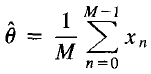 θ̂ = 1/M ∑_{n=0}^{M-1} x_n